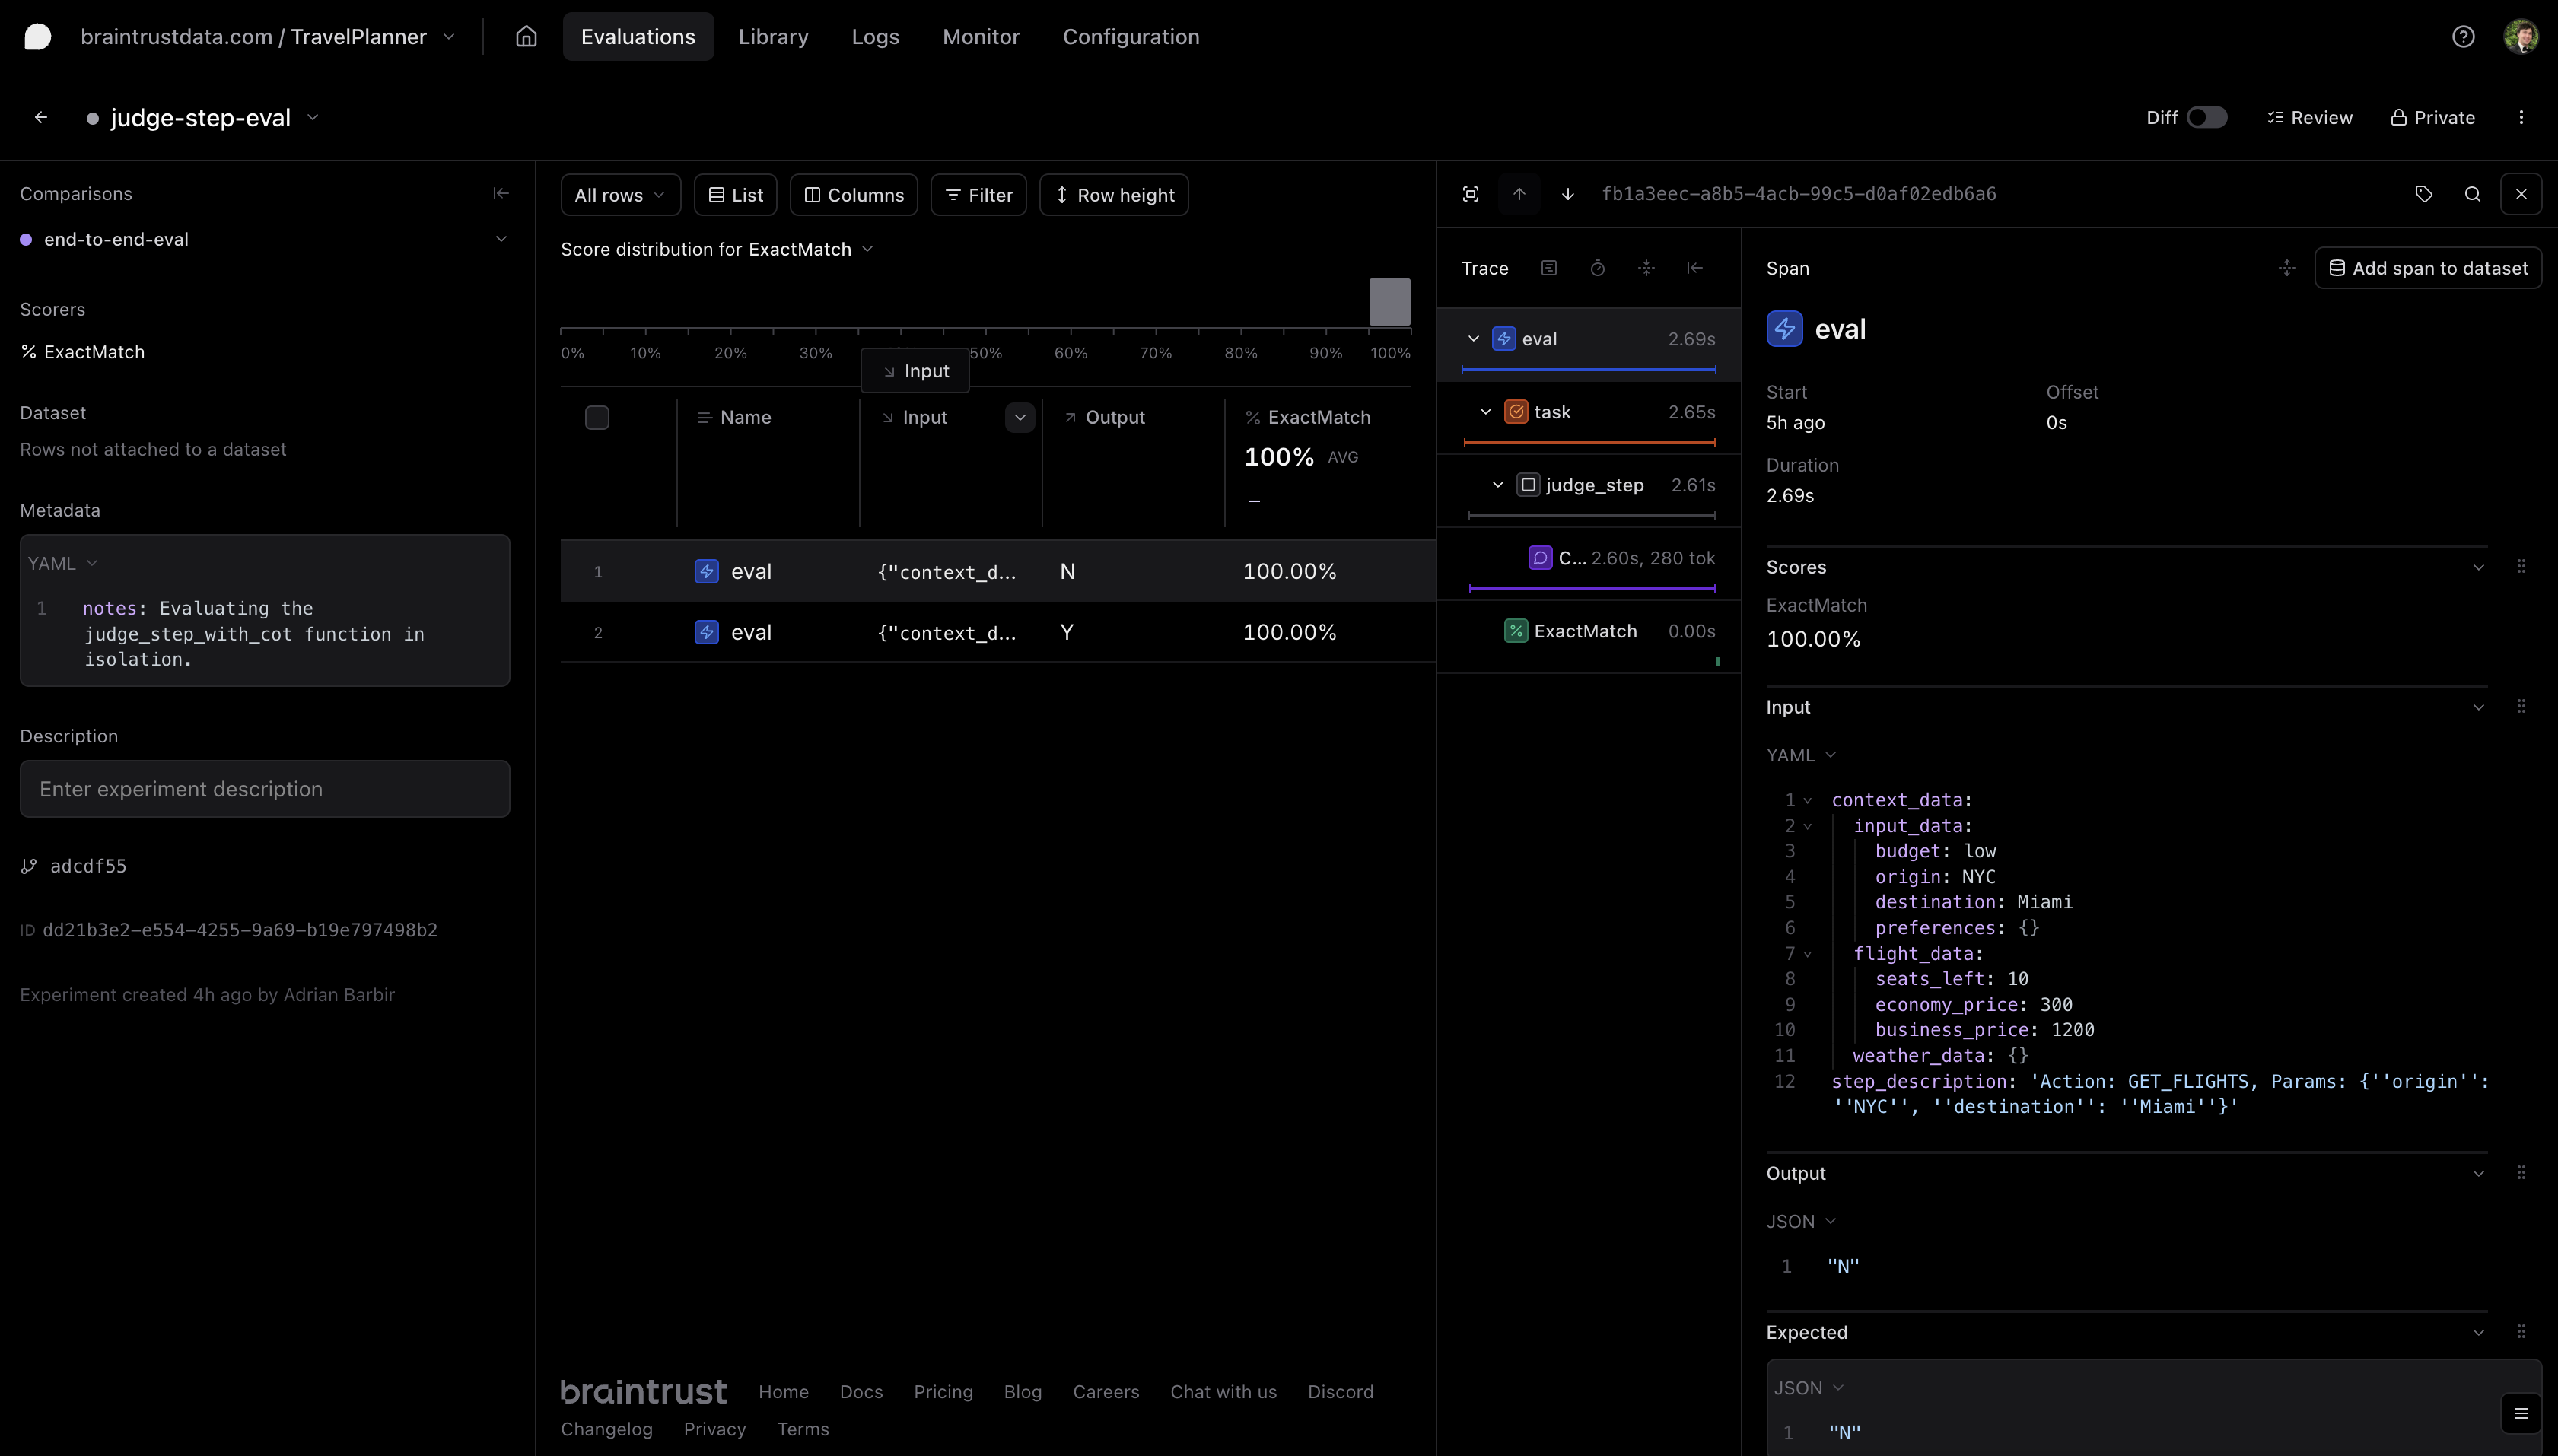 braintrustdata.com / TravelPlanner
Evaluations
Library
Logs
Monitor
Configuration
judge-step-eval
Diff
Review
Private
Comparisons
end-to-end-eval
Scorers
ExactMatch
Dataset
Rows not attached to a dataset
Metadata
YAML
1 notes: Evaluating the
judge_step_with_cot function in
isolation.
Description
Enter experiment description
adcdf55
ID dd21b3e2-e554-4255-9a69-b19e797498b2
Experiment created 4h ago by Adrian Barbir
All rows
List
Columns
Filter
Row height
Score distribution for ExactMatch
0% 10% 20% 30% 50% 60% 70% 80% 90% 100%
Input
Name Input Output ExactMatch
100% AVG
–
1 eval {"context_d... N 100.00%
2 eval {"context_d... Y 100.00%
braintrust
Home Docs Pricing Blog Careers Chat with us Discord
Changelog Privacy Terms
fb1a3eec-a8b5-4acb-99c5-d0af02edb6a6
Trace
eval 2.69s
task 2.65s
judge_step 2.61s
C... 2.60s, 280 tok
ExactMatch 0.00s
Span
Add span to dataset
eval
Start Offset
5h ago 0s
Duration
2.69s
Scores
ExactMatch
100.00%
Input
YAML
1 context_data:
2 input_data:
3 budget: low
4 origin: NYC
5 destination: Miami
6 preferences: {}
7 flight_data:
8 seats_left: 10
9 economy_price: 300
10 business_price: 1200
11 weather_data: {}
12 step_description: 'Action: GET_FLIGHTS, Params: {''origin'':
''NYC'', ''destination'': ''Miami''}'
Output
JSON
1 "N"
Expected
JSON
1 "N"